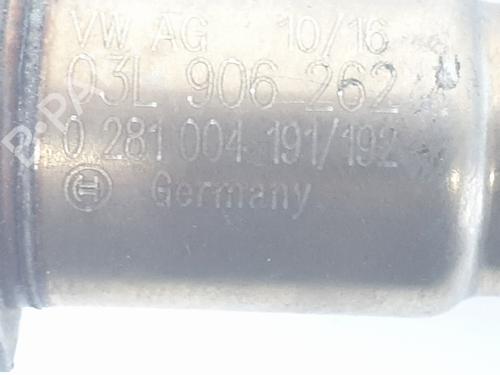 VW AG 10/16
03L 906 262
0 281 004 191/192
Germany